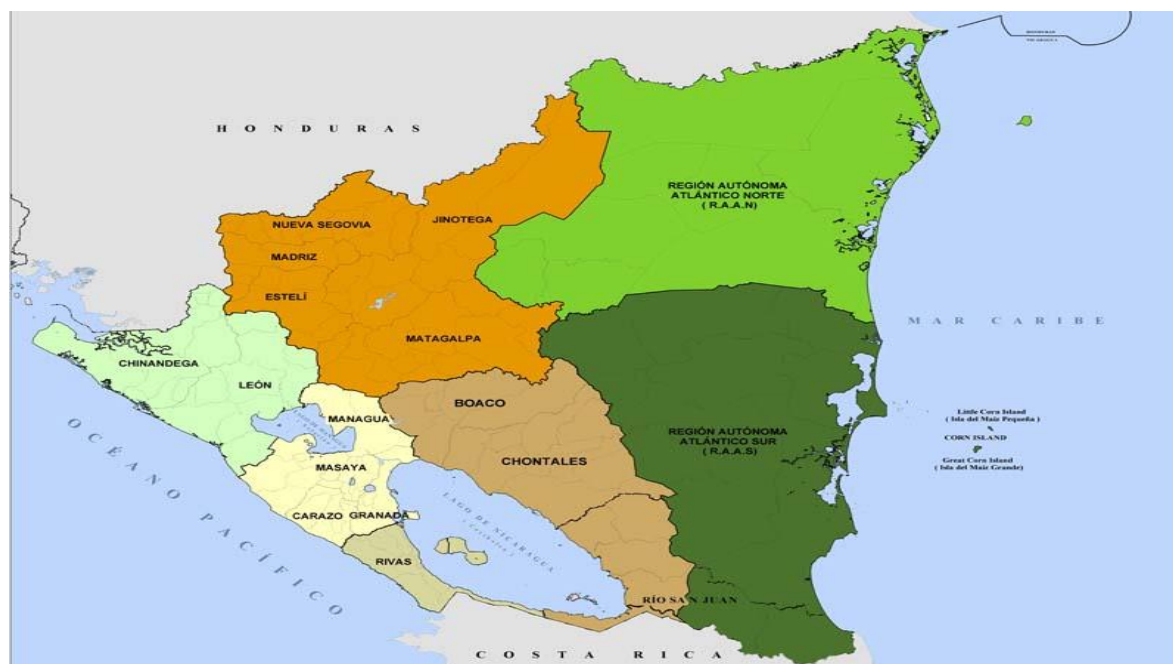 HONDURAS
NICARAGUA
HONDURAS
REGIÓN AUTÓNOMA
ATLÁNTICO NORTE
( R.A.A.N)
NUEVA SEGOVIA
JINOTEGA
MADRIZ
ESTELÍ
MATAGALPA
MAR CARIBE
CHINANDEGA
LEÓN
BOACO
MANAGUA
Little Corn Island
( Isla del Maíz Pequeña )
CORN ISLAND
Great Corn Island
( Isla del Maíz Grande)
REGIÓN AUTÓNOMA
ATLÁNTICO SUR
( R.A.A.S)
CHONTALES
MASAYA
CARAZO
GRANADA
LAGO DE NICARAGUA
OCÉANO PACÍFICO
RIVAS
RÍO SAN JUAN
COSTA RICA